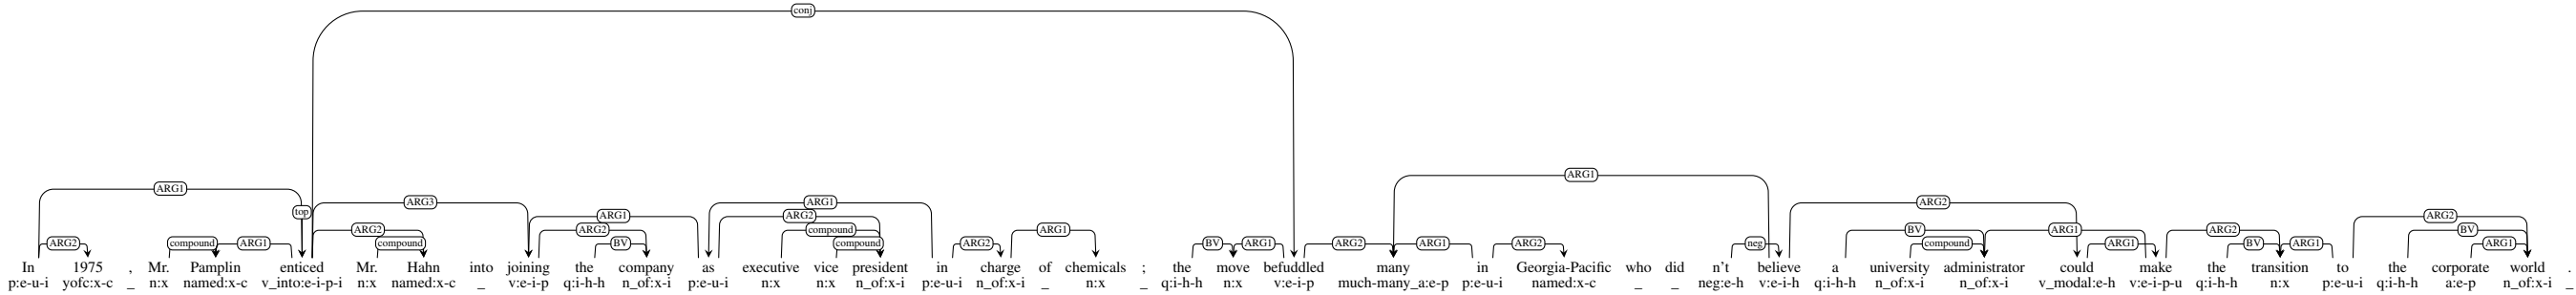 conj
ARG1
ARG1
top
ARG3
ARG1
ARG2
ARG1
ARG2
ARG2
ARG2
compound
BV
ARG1
ARG2
BV
ARG2
compound
ARG1
compound
BV
compound
ARG2
ARG1
BV
ARG1
ARG2
ARG1
ARG2
neg
compound
ARG1
BV
ARG1
ARG1
In 1975 , Mr. Pamplin enticed Mr. Hahn into joining the company as executive vice president in charge of chemicals ; the move befuddled many in Georgia-Pacific who did n't believe a university administrator could make the transition to the corporate world .
p:e-u-i yofc:x-c _ n:x named:x-c v_into:e-i-p-i n:x named:x-c _ v:e-i-p q:i-h-h n_of:x-i p:e-u-i n:x n:x n_of:x-i p:e-u-i n_of:x-i _ n:x _ q:i-h-h n:x v:e-i-p much-many_a:e-p p:e-u-i named:x-c _ _ neg:e-h v:e-i-h q:i-h-h n_of:x-i n_of:x-i v_modal:e-h v:e-i-p-u q:i-h-h n:x p:e-u-i q:i-h-h a:e-p n_of:x-i _